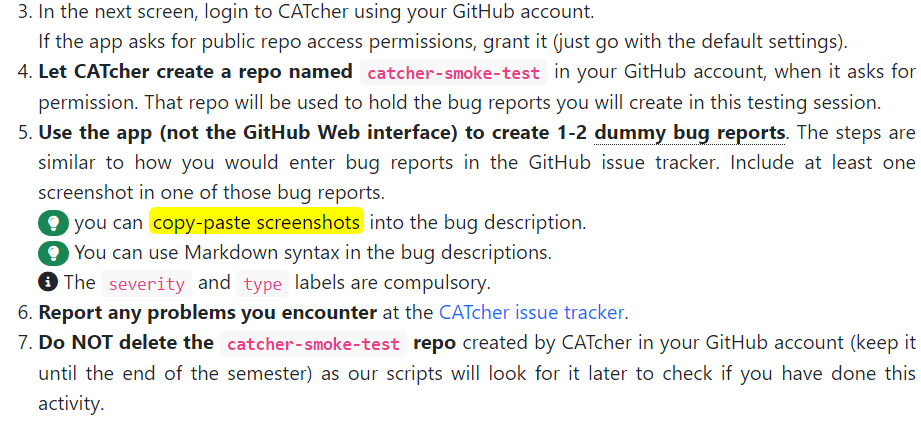 3. In the next screen, login to CATcher using your GitHub account.
If the app asks for public repo access permissions, grant it (just go with the default settings).
4. Let CATcher create a repo named catcher-smoke-test in your GitHub account, when it asks for
permission. That repo will be used to hold the bug reports you will create in this testing session.
5. Use the app (not the GitHub Web interface) to create 1-2 dummy bug reports. The steps are
similar to how you would enter bug reports in the GitHub issue tracker. Include at least one
screenshot in one of those bug reports.
you can copy-paste screenshots into the bug description.
You can use Markdown syntax in the bug descriptions.
The severity and type labels are compulsory.
6. Report any problems you encounter at the CATcher issue tracker.
7. Do NOT delete the catcher-smoke-test repo created by CATcher in your GitHub account (keep it
until the end of the semester) as our scripts will look for it later to check if you have done this
activity.